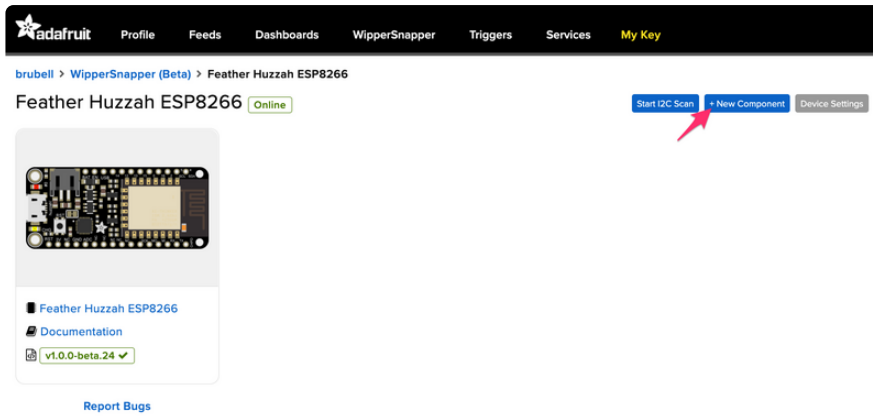 adafruit Profile Feeds Dashboards WipperSnapper Triggers Services My Key
brubell > WipperSnapper (Beta) > Feather Huzzah ESP8266
Feather Huzzah ESP8266 Online
Start I2C Scan + New Component Device Settings
Feather Huzzah ESP8266
Documentation
v1.0.0-beta.24 ✔
Report Bugs